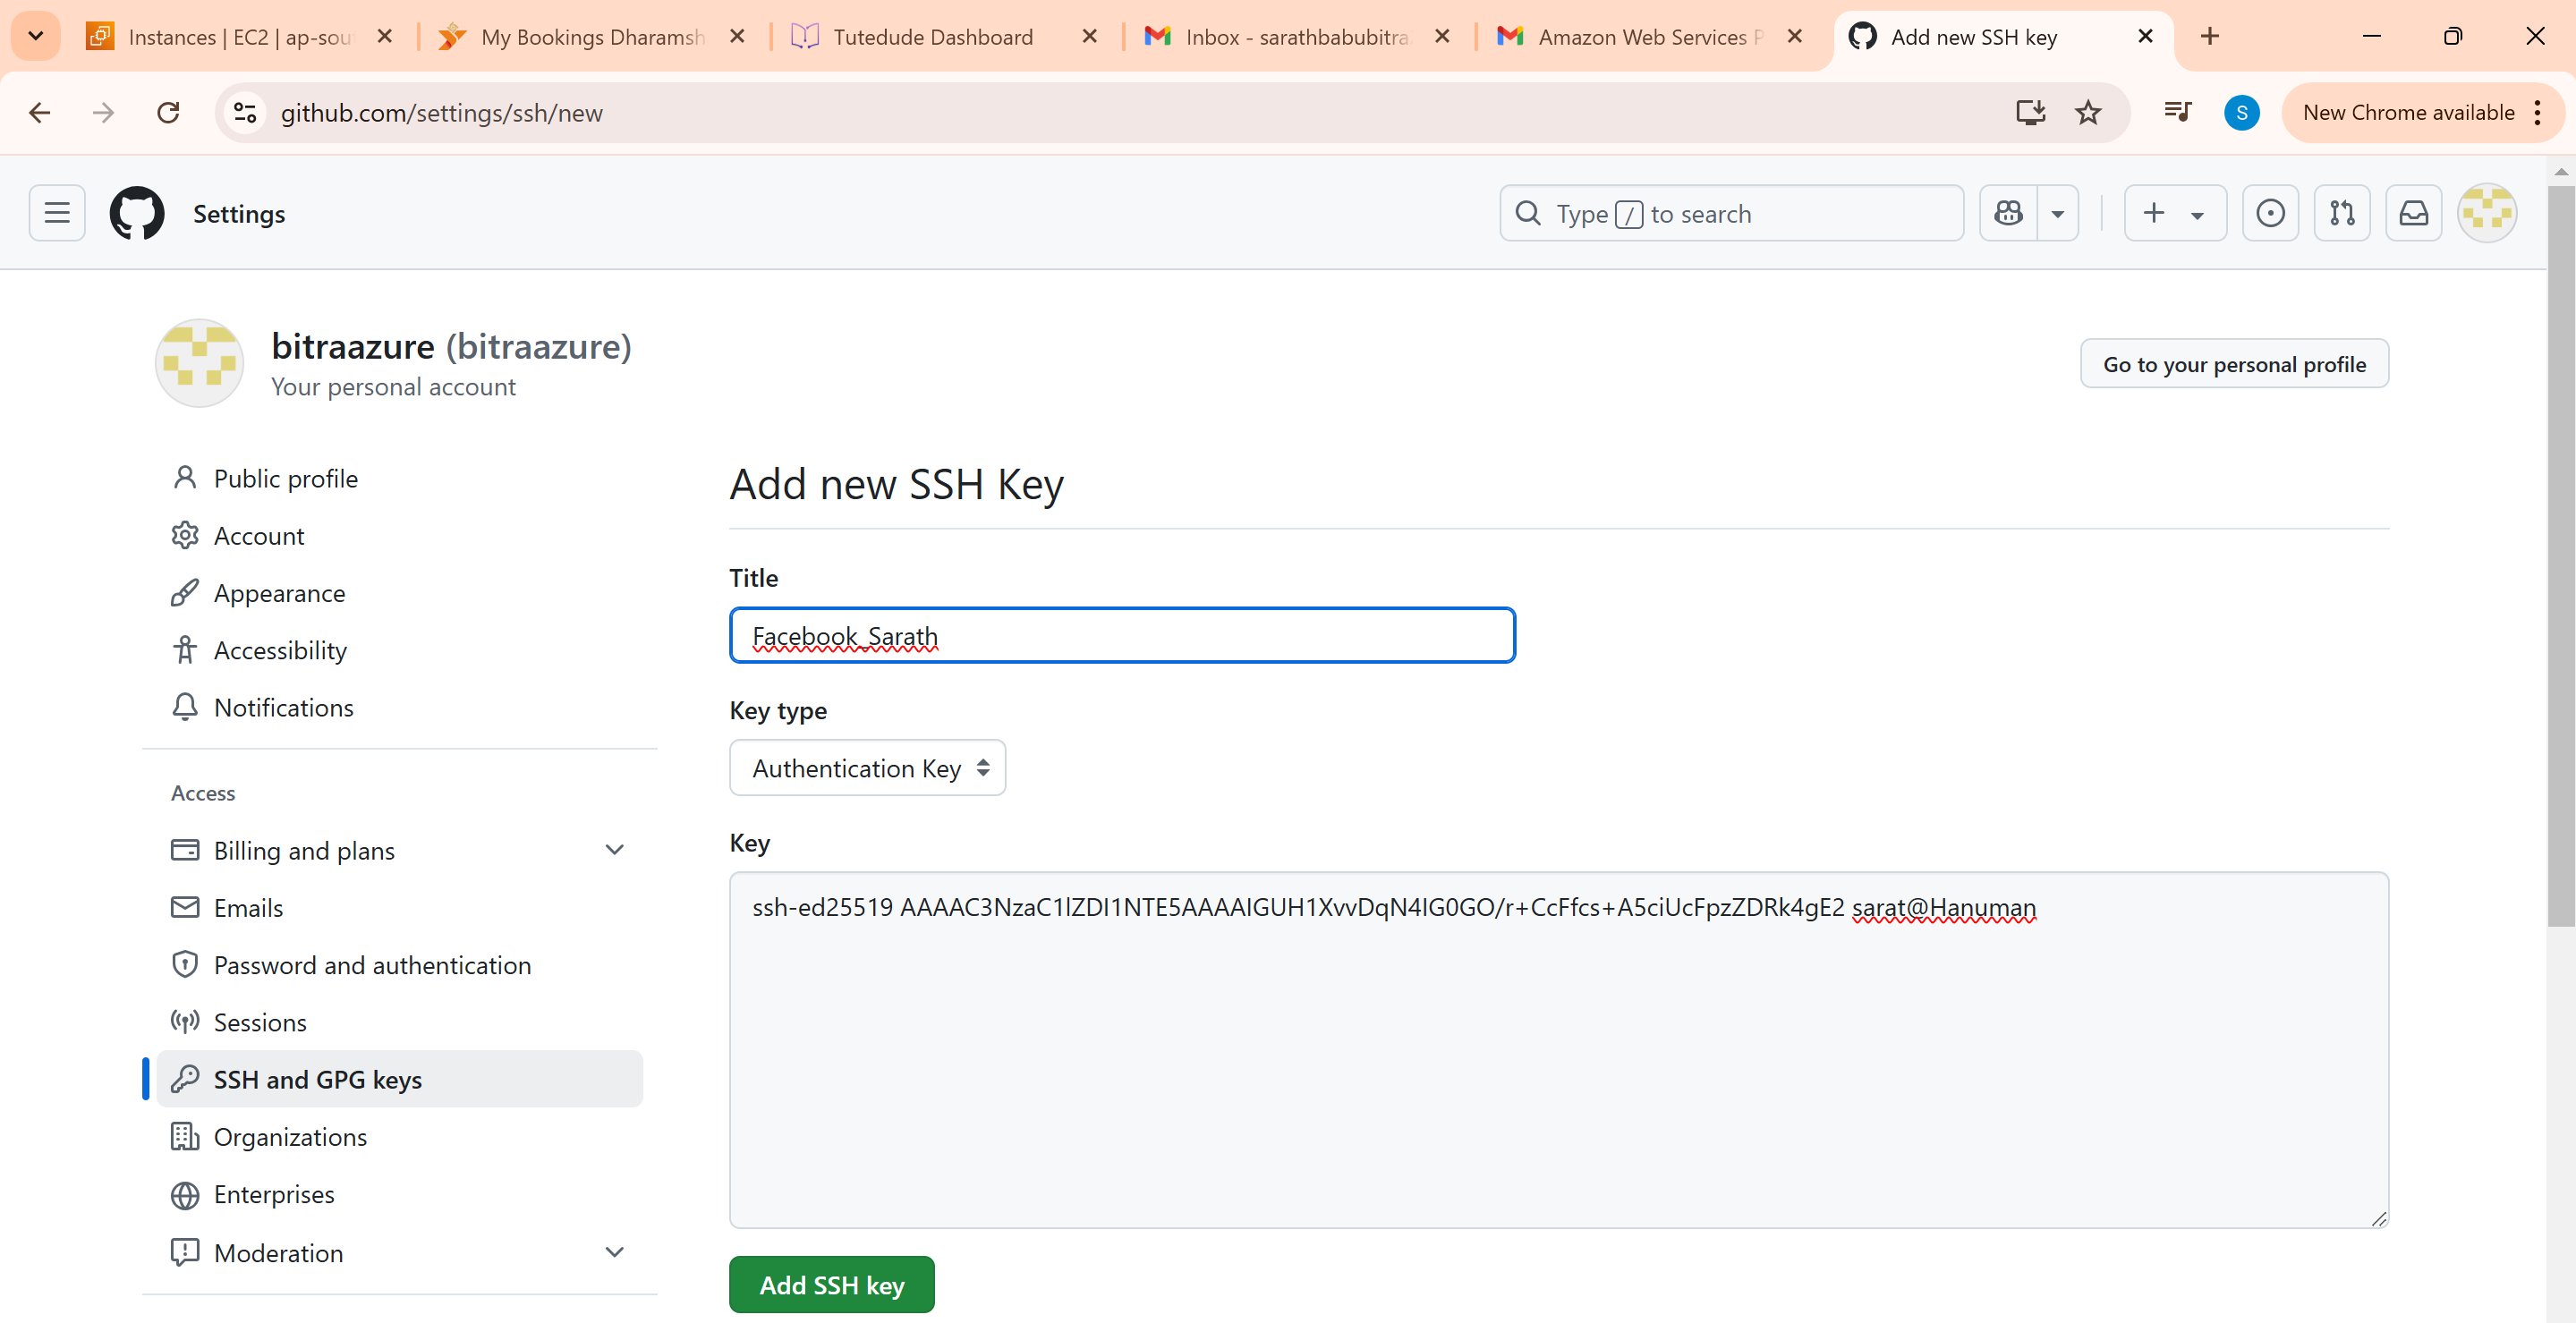 Instances | EC2 | ap-sou
My Bookings Dharamsh
Tutedude Dashboard
Inbox - sarathbabubitra
Amazon Web Services P
Add new SSH key
github.com/settings/ssh/new
S
New Chrome available
Settings
Type / to search
bitraazure (bitraazure)
Your personal account
Go to your personal profile
Public profile
Account
Appearance
Accessibility
Notifications
Access
Billing and plans
Emails
Password and authentication
Sessions
SSH and GPG keys
Organizations
Enterprises
Moderation
Add new SSH Key
Title
Facebook_Sarath
Key type
Authentication Key
Key
ssh-ed25519 AAAAC3NzaC1lZDI1NTE5AAAAIGUH1XvvDqN4IG0GO/r+CcFfcs+A5ciUcFpzZDRk4gE2 sarat@Hanuman
Add SSH key